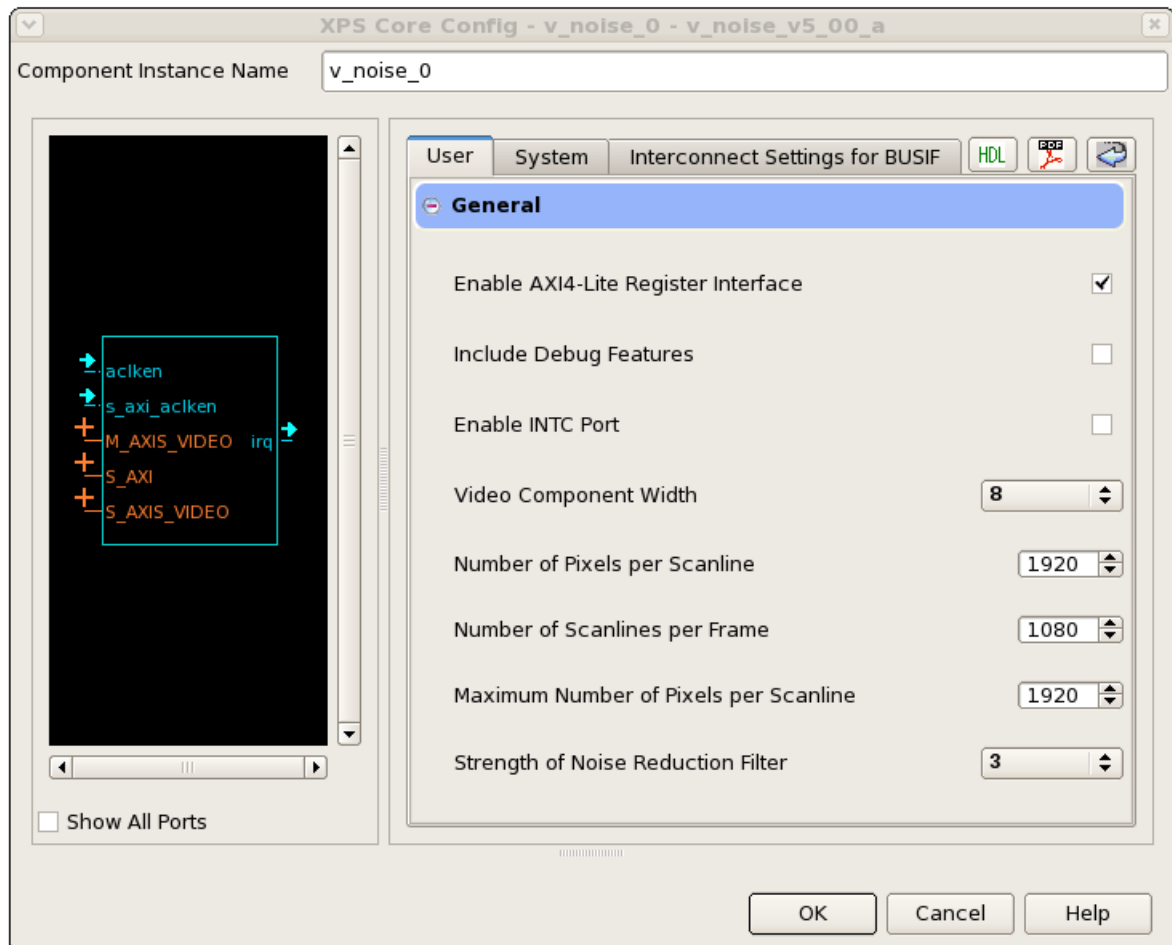 XPS Core Config - v_noise_0 - v_noise_v5_00_a
Component Instance Name v_noise_0
User System Interconnect Settings for BUSIF HDL PDF
General
Enable AXI4-Lite Register Interface
Include Debug Features
Enable INTC Port
Video Component Width 8
Number of Pixels per Scanline 1920
Number of Scanlines per Frame 1080
Maximum Number of Pixels per Scanline 1920
Strength of Noise Reduction Filter 3
aclken
s_axi_aclken
M_AXIS_VIDEO irq
S_AXI
S_AXIS_VIDEO
Show All Ports
OK Cancel Help